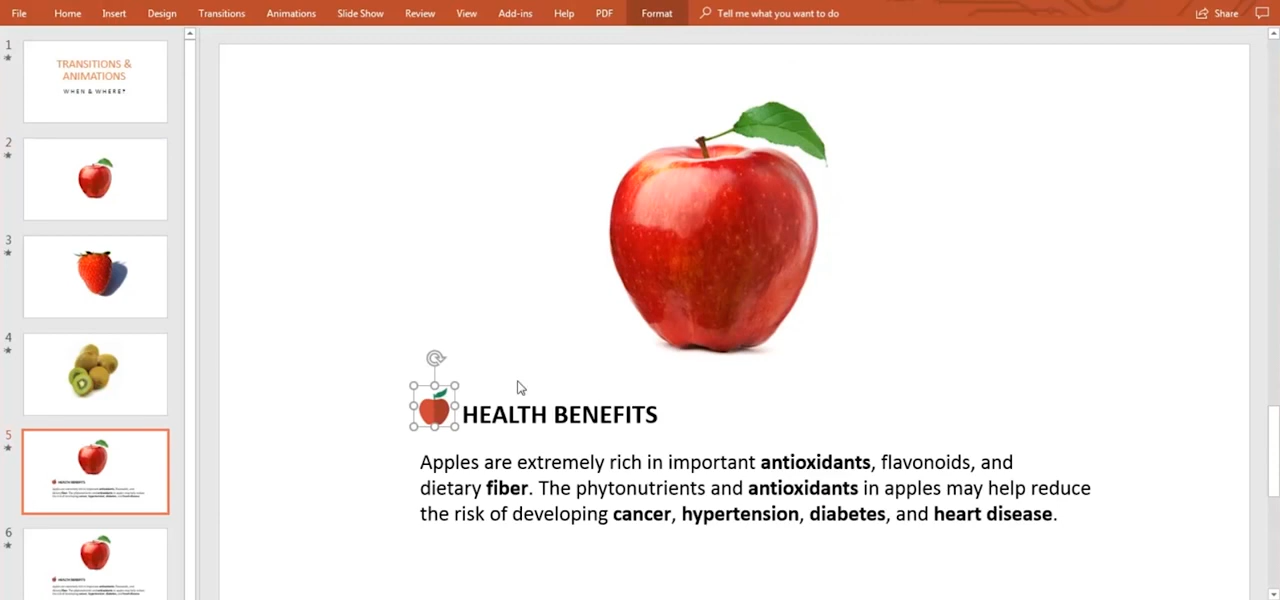 File Home Insert Design Transitions Animations Slide Show Review View Add-ins Help PDF Format Tell me what you want to do Share
1
TRANSITIONS &
ANIMATIONS
WHEN & WHERE?
2
3
4
5
HEALTH BENEFITS
6
HEALTH BENEFITS
HEALTH BENEFITS
Apples are extremely rich in important antioxidants, flavonoids, and
dietary fiber. The phytonutrients and antioxidants in apples may help reduce
the risk of developing cancer, hypertension, diabetes, and heart disease.